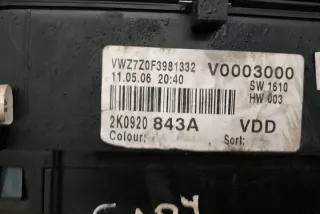 VWZ7Z0F3981332 V0003000
11.05.06 20:40 SW 1610
HW 003
2K0920 843A VDD
Colour: Sort: